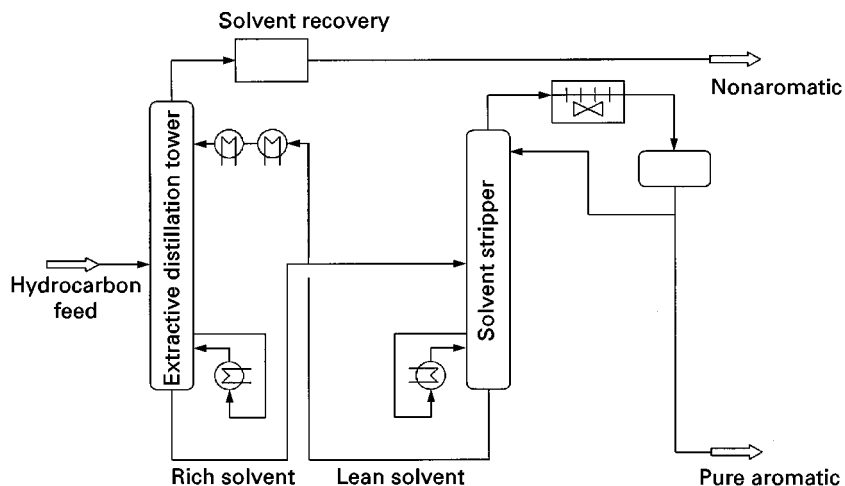 Solvent recovery
Nonaromatic
Extractive distillation tower
Solvent stripper
Hydrocarbon
feed
Rich solvent
Lean solvent
Pure aromatic